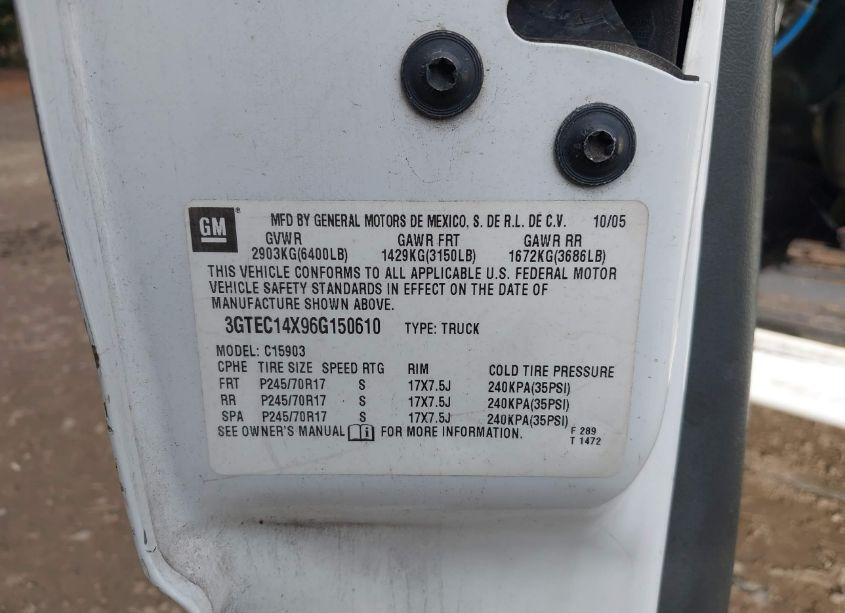 GM ® MFD BY GENERAL MOTORS DE MEXICO, S. DE R.L. DE C.V. 10/05
GVWR GAWR FRT GAWR RR
2903KG(6400LB) 1429KG(3150LB) 1672KG(3686LB)
THIS VEHICLE CONFORMS TO ALL APPLICABLE U.S. FEDERAL MOTOR
VEHICLE SAFETY STANDARDS IN EFFECT ON THE DATE OF
MANUFACTURE SHOWN ABOVE.
3GTEC14X96G150610 TYPE: TRUCK
MODEL: C15903
CPHE TIRE SIZE SPEED RTG RIM COLD TIRE PRESSURE
FRT P245/70R17 S 17X7.5J 240KPA(35PSI)
RR P245/70R17 S 17X7.5J 240KPA(35PSI)
SPA P245/70R17 S 17X7.5J 240KPA(35PSI)
SEE OWNER'S MANUAL i FOR MORE INFORMATION.
F 289
T 1472